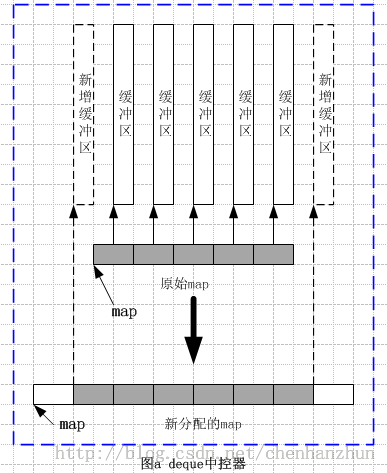 新增缓冲区
缓冲区
缓冲区
缓冲区
缓冲区
缓冲区
新增缓冲区
原始map
map
map
新分配的map
http://blog.csdn.net/chenhanzhun
图a deque中控器